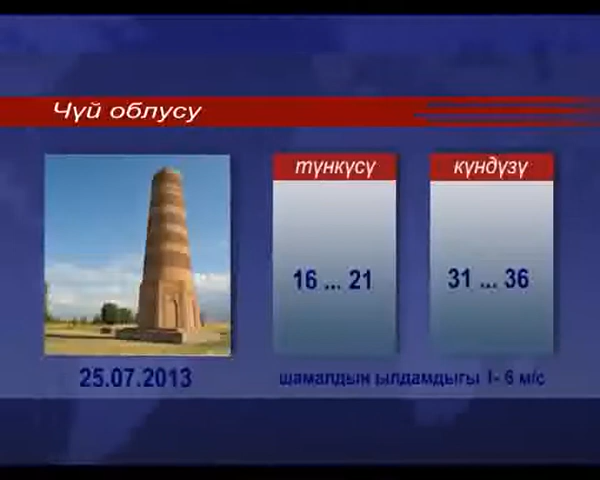 Чүй облусу
түнкүсү
күндүзү
16 ... 21
31 ... 36
25.07.2013
шамалдын ылдамдыгы 1- 6 м/с